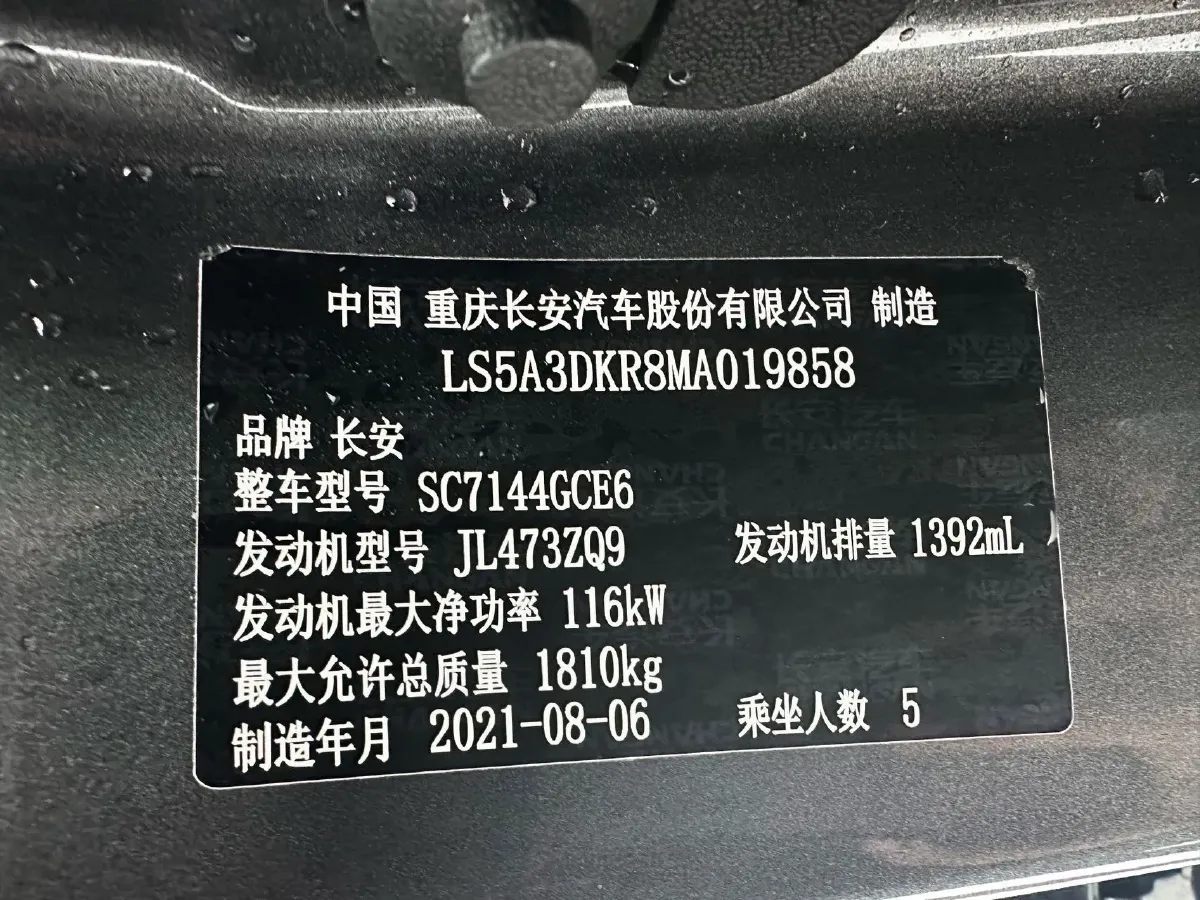 中国 重庆长安汽车股份有限公司 制造
LS5A3DKR8MA019858
品牌 长安
整车型号 SC7144GCE6
发动机型号 JL473ZQ9 发动机排量 1392mL
发动机最大净功率 116kW
最大允许总质量 1810kg
制造年月 2021-08-06 乘坐人数 5